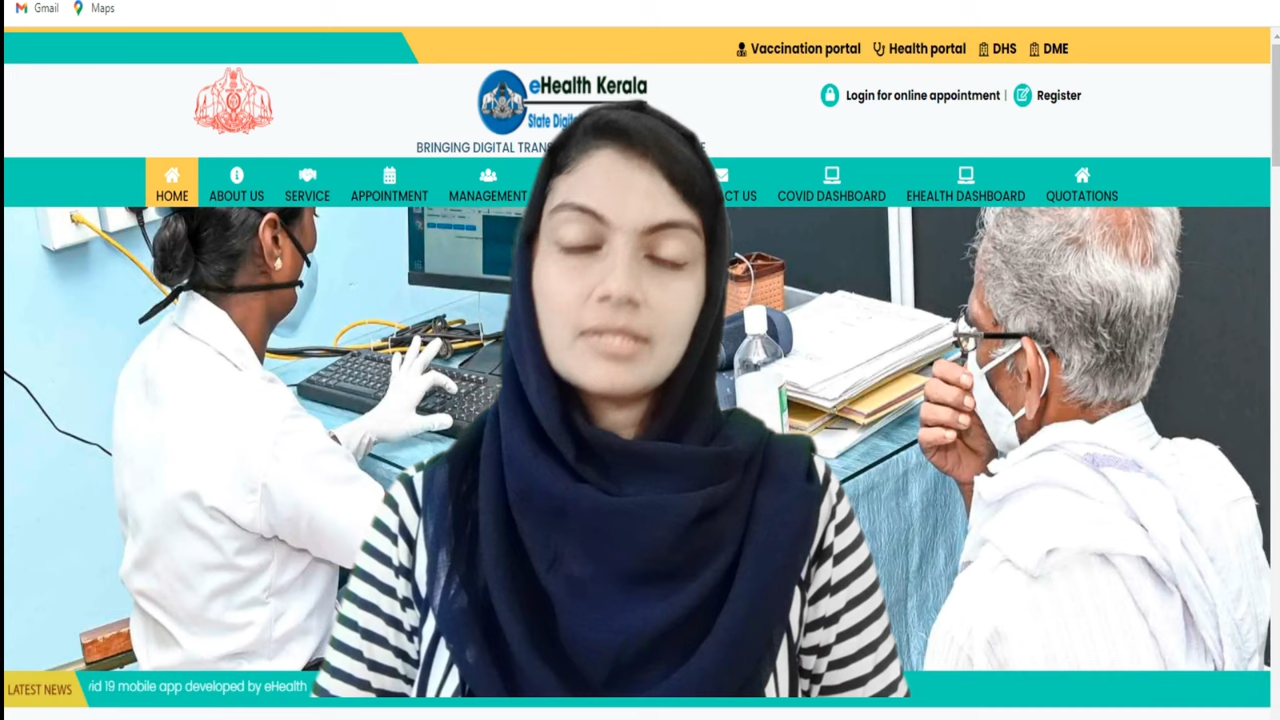 Gmail Maps
Vaccination portal Health portal DHS DME
eHealth Kerala
State
Login for online appointment | Register
BRINGING DIGITAL
HOME ABOUT US SERVICE APPOINTMENT MANAGEMENT US COVID DASHBOARD EHEALTH DASHBOARD QUOTATIONS
LATEST NEWS vid 19 mobile app developed by eHealth